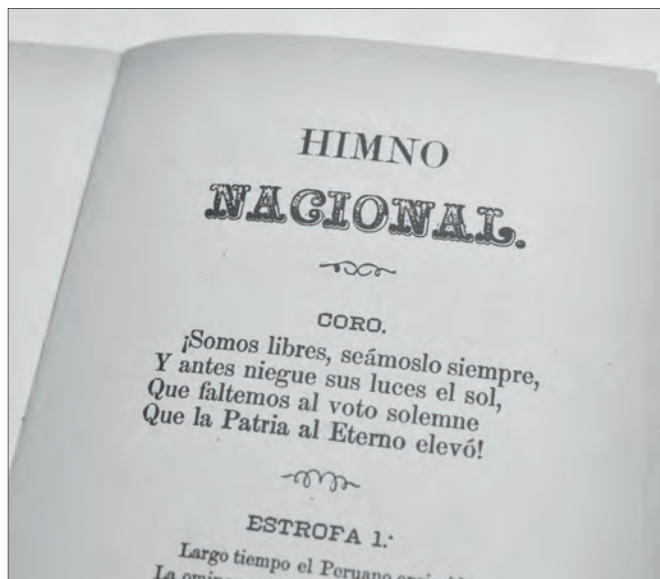 HIMNO
NACIONAL.
CORO.
¡Somos libres, seámoslo siempre,
Y antes niegue sus luces el sol,
Que faltemos al voto solemne
Que la Patria al Eterno elevó!
ESTROFA 1.ª
Largo tiempo el Peruano
La